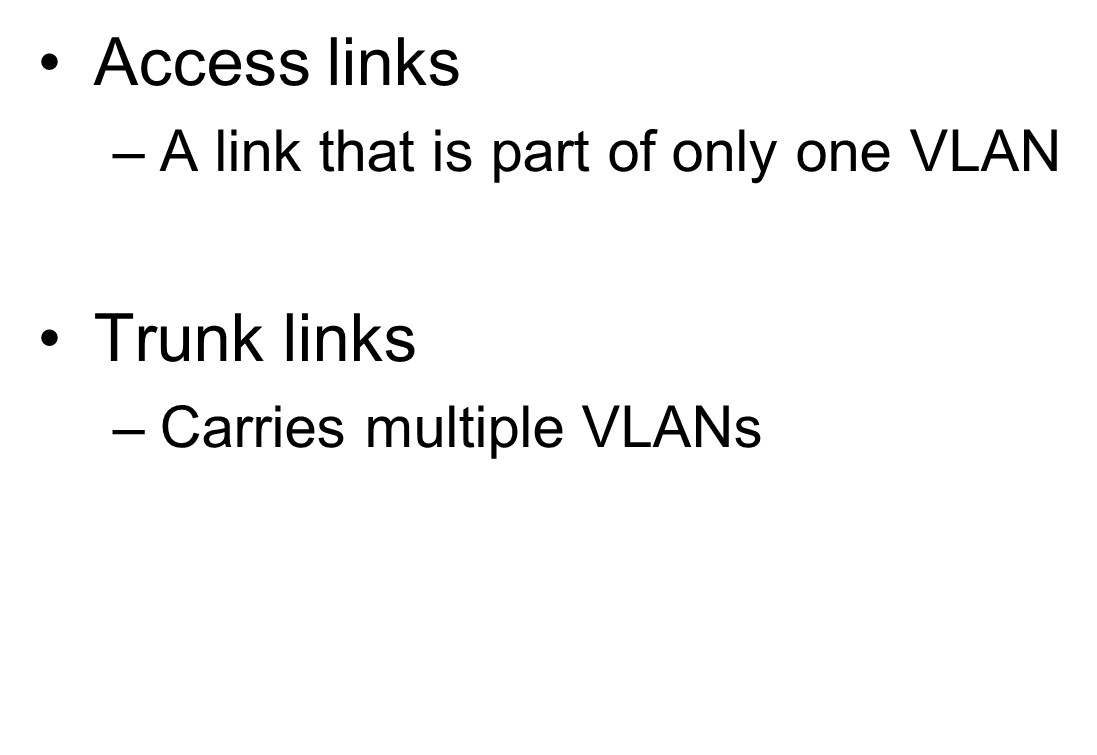 • Access links
– A link that is part of only one VLAN
• Trunk links
– Carries multiple VLANs